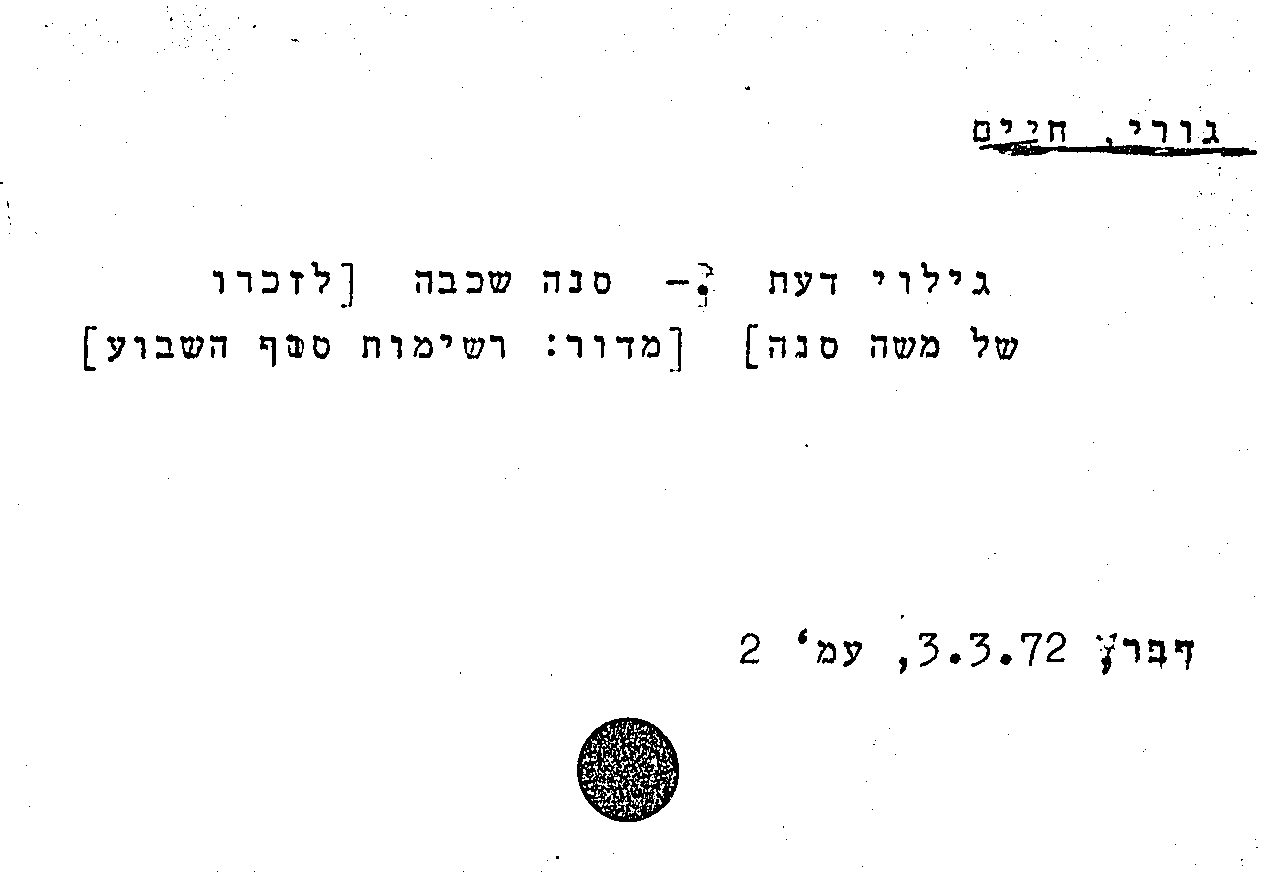 גורי, חיים
גילוי דעת - סנה שכבה [לזכרו
של משה סנה] [מדור: רשימות סוף השבוע]
דבר, 3.3.72, עמ' 2